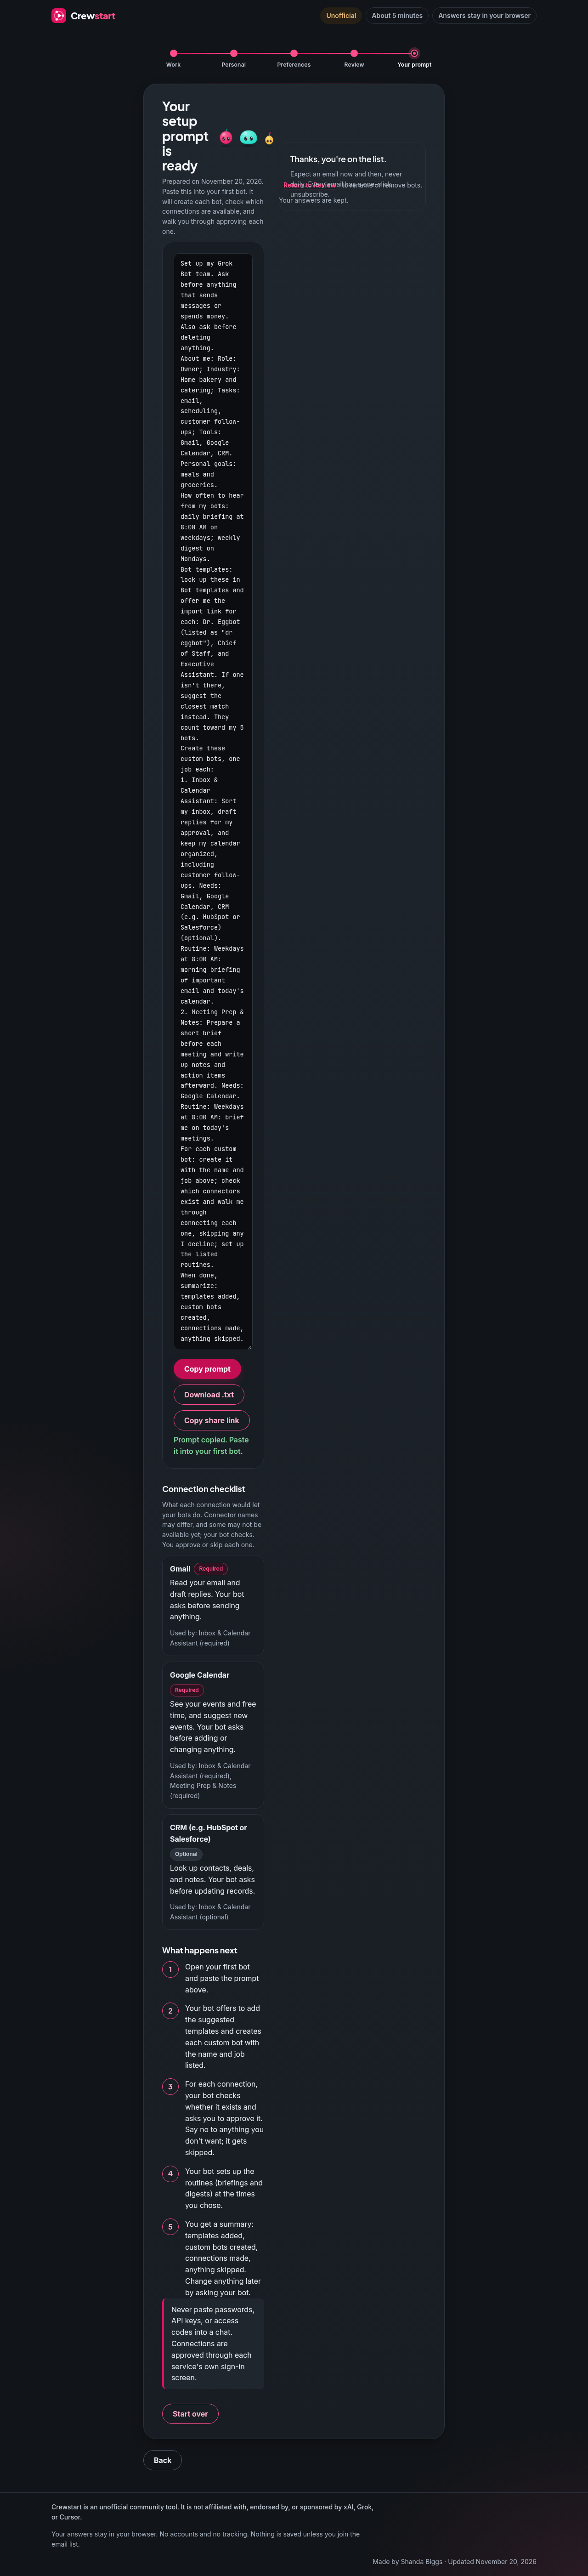 Crewstart
Unofficial
About 5 minutes
Answers stay in your browser
Work
Personal
Preferences
Review
Your prompt
Your
setup
prompt
is
ready
Prepared on November 20, 2026.
Paste this into your first bot. It
will create each bot, check which
connections are available, and
walk you through approving each
one.
Thanks, you're on the list.
Expect an email now and then, never
daily. Every email has a one-click
unsubscribe.
Return to Review to rename or remove bots.
Your answers are kept.
Set up my Grok
Bot team. Ask
before anything
that sends
messages or
spends money.
Also ask before
deleting
anything.
About me: Role:
Owner; Industry:
Home bakery and
catering; Tasks:
email,
scheduling,
customer follow-
ups; Tools:
Gmail, Google
Calendar, CRM.
Personal goals:
meals and
groceries.
How often to hear
from my bots:
daily briefing at
8:00 AM on
weekdays; weekly
digest on
Mondays.
Bot templates:
look up these in
Bot templates and
offer me the
import link for
each: Dr. Eggbot
(listed as "dr
eggbot"), Chief
of Staff, and
Executive
Assistant. If one
isn't there,
suggest the
closest match
instead. They
count toward my 5
bots.
Create these
custom bots, one
job each:
1. Inbox &
Calendar
Assistant: Sort
my inbox, draft
replies for my
approval, and
keep my calendar
organized,
including
customer follow-
ups. Needs:
Gmail, Google
Calendar, CRM
(e.g. HubSpot or
Salesforce)
(optional).
Routine: Weekdays
at 8:00 AM:
morning briefing
of important
email and today's
calendar.
2. Meeting Prep &
Notes: Prepare a
short brief
before each
meeting and write
up notes and
action items
afterward. Needs:
Google Calendar.
Routine: Weekdays
at 8:00 AM: brief
me on today's
meetings.
For each custom
bot: create it
with the name and
job above; check
which connectors
exist and walk me
through
connecting each
one, skipping any
I decline; set up
the listed
routines.
When done,
summarize:
templates added,
custom bots
created,
connections made,
anything skipped.
Copy prompt
Download .txt
Copy share link
Prompt copied. Paste
it into your first bot.
Connection checklist
What each connection would let
your bots do. Connector names
may differ, and some may not be
available yet; your bot checks.
You approve or skip each one.
Gmail Required
Read your email and
draft replies. Your bot
asks before sending
anything.
Used by: Inbox & Calendar
Assistant (required)
Google Calendar
Required
See your events and free
time, and suggest new
events. Your bot asks
before adding or
changing anything.
Used by: Inbox & Calendar
Assistant (required),
Meeting Prep & Notes
(required)
CRM (e.g. HubSpot or
Salesforce)
Optional
Look up contacts, deals,
and notes. Your bot asks
before updating records.
Used by: Inbox & Calendar
Assistant (optional)
What happens next
1
Open your first bot
and paste the prompt
above.
2
Your bot offers to add
the suggested
templates and creates
each custom bot with
the name and job
listed.
3
For each connection,
your bot checks
whether it exists and
asks you to approve it.
Say no to anything you
don't want; it gets
skipped.
4
Your bot sets up the
routines (briefings and
digests) at the times
you chose.
5
You get a summary:
templates added,
custom bots created,
connections made,
anything skipped.
Change anything later
by asking your bot.
Never paste passwords,
API keys, or access
codes into a chat.
Connections are
approved through each
service's own sign-in
screen.
Start over
Back
Crewstart is an unofficial community tool. It is not affiliated with, endorsed by, or sponsored by xAI, Grok,
or Cursor.
Your answers stay in your browser. No accounts and no tracking. Nothing is saved unless you join the
email list.
Made by Shanda Biggs · Updated November 20, 2026